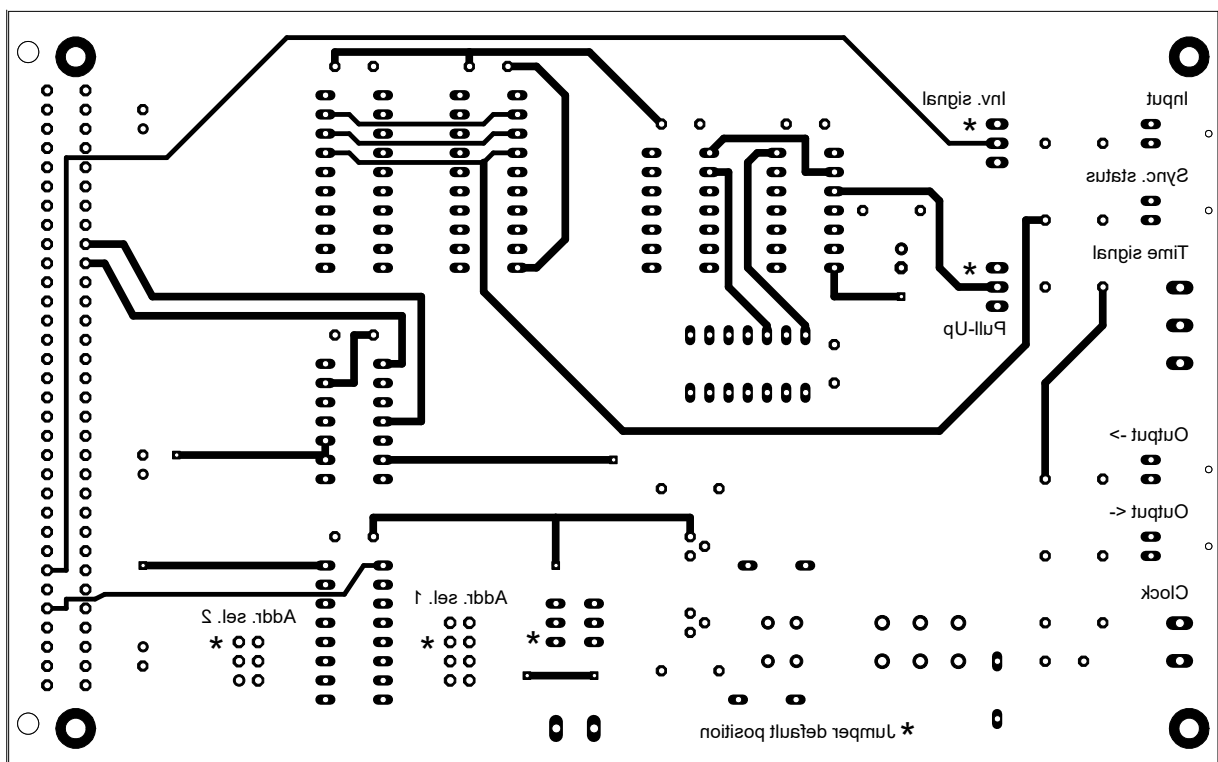 Input
Inv. signal
*
Sync. status
Time signal
*
Pull-Up
Output ->
Output <-
Clock
Addr. sel. 1
*
*
Addr. sel. 2
*
* Jumper default position